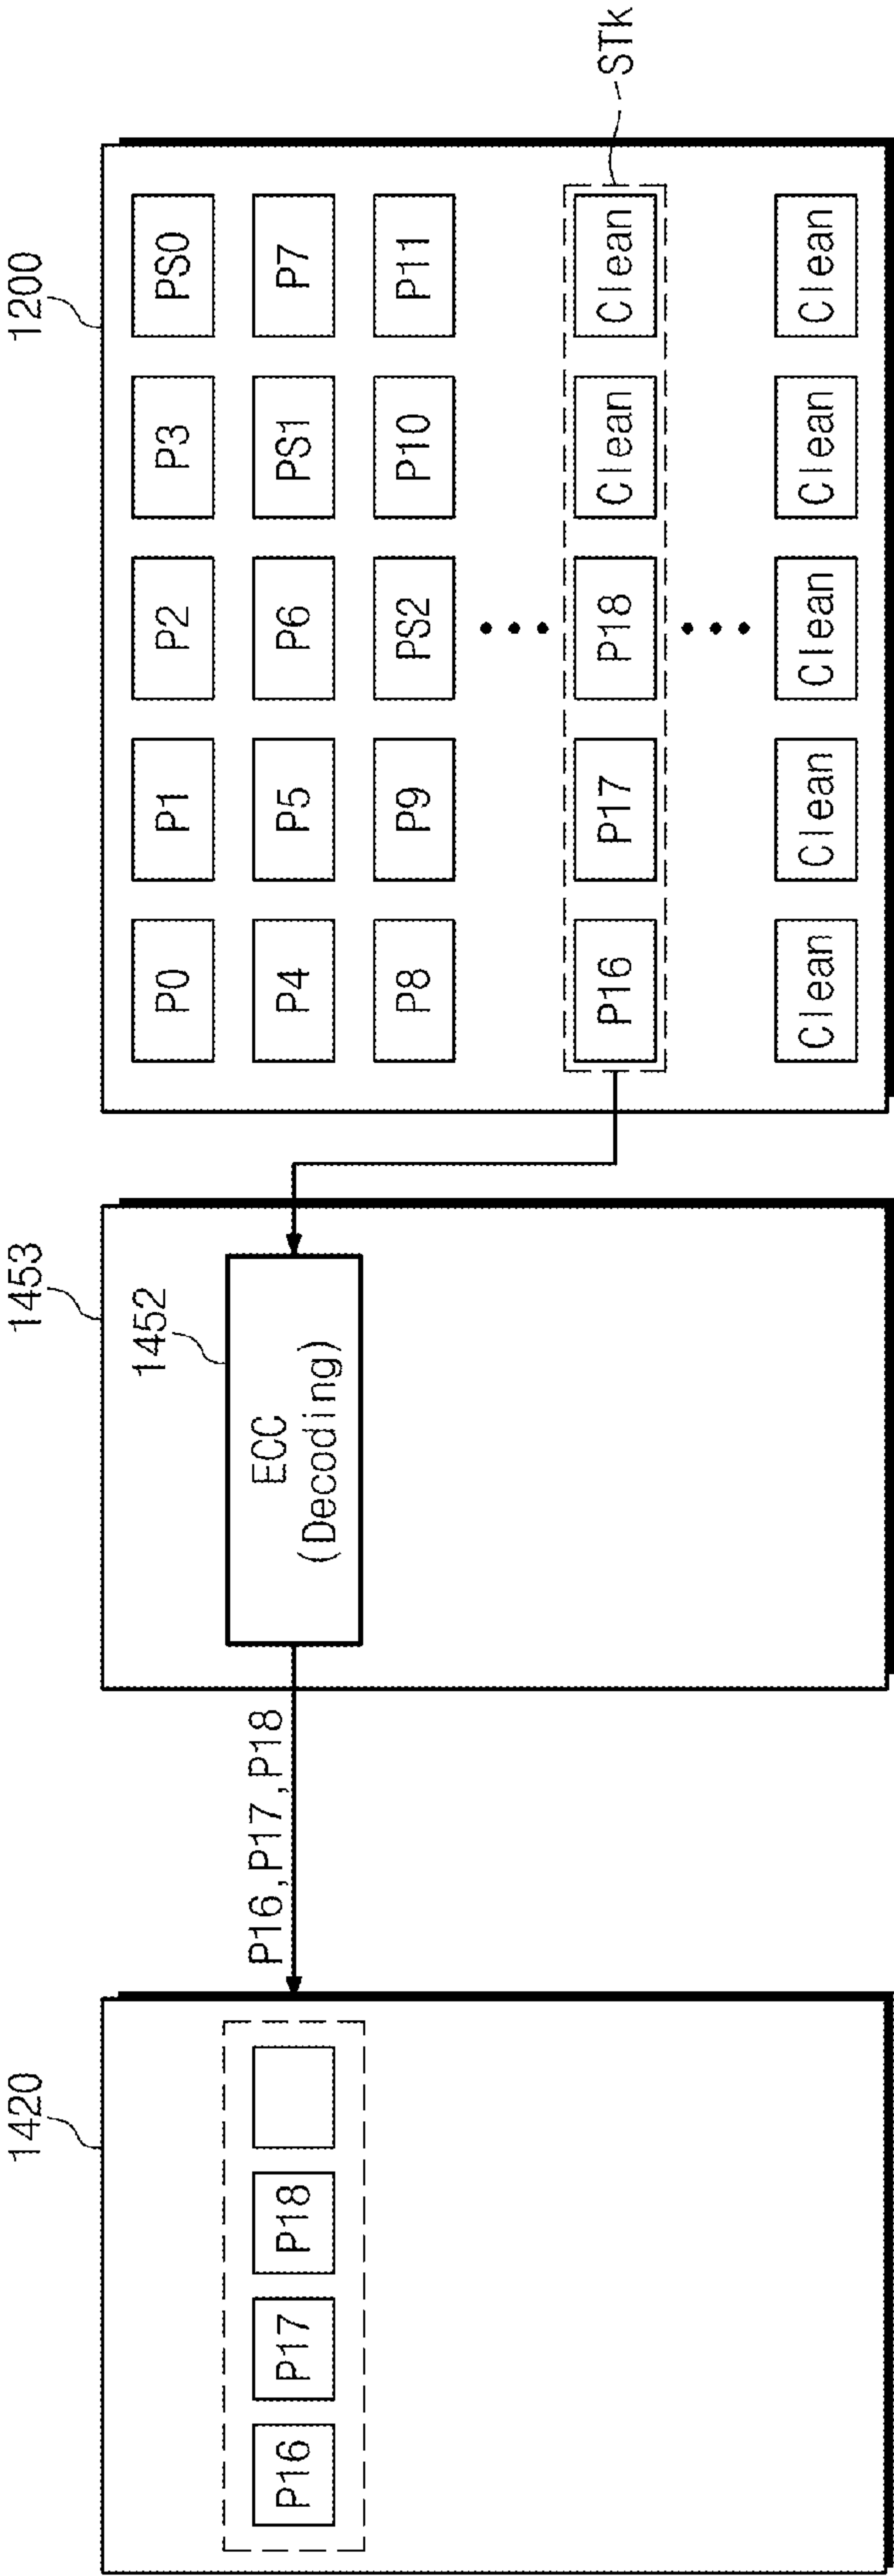 1420
1453
1200
P16
P17
P18
P16,P17,P18
1452
ECC
(Decoding)
P0 P1 P2 P3 PS0
P4 P5 P6 PS1 P7
P8 P9 PS2 P10 P11
P16 P17 P18 Clean Clean
STk
Clean Clean Clean Clean Clean